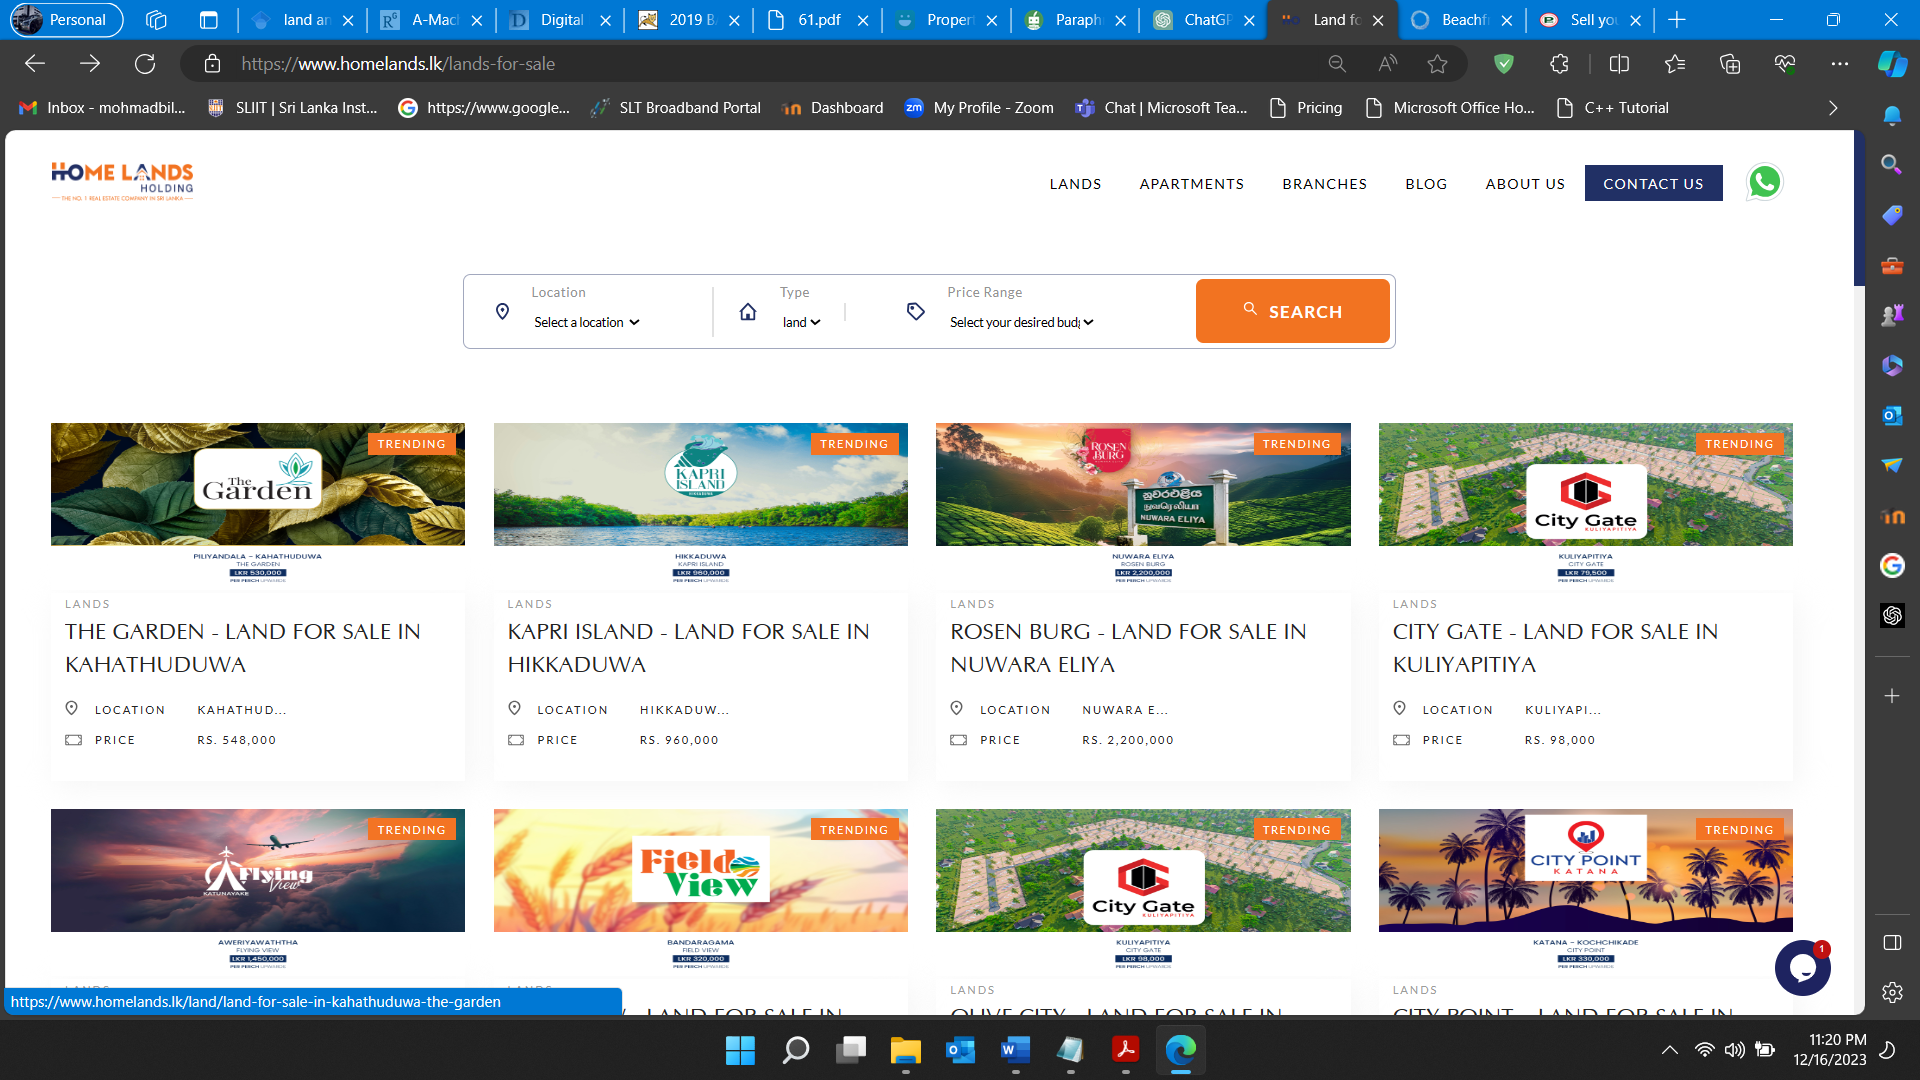 Personal
land an
A-Macl
Digital
2019 B
61.pdf
Propert
Paraphr
ChatGP
Land fo
Beachfr
Sell you
https://www.homelands.lk/lands-for-sale
Inbox - mohmadbil...
SLIIT | Sri Lanka Inst...
https://www.google...
SLT Broadband Portal
Dashboard
My Profile - Zoom
Chat | Microsoft Tea...
Pricing
Microsoft Office Ho...
C++ Tutorial
HOME LANDS
HOLDING
THE NO. 1 REAL ESTATE COMPANY IN SRI LANKA
LANDS
APARTMENTS
BRANCHES
BLOG
ABOUT US
CONTACT US
Location
Select a location
Type
land
Price Range
Select your desired budg
SEARCH
TRENDING
The Garden
PILIYANDALA - KAHATHUDUWA
THE GARDEN
LKR 530,000
PER PERCH UPWARDS
LANDS
THE GARDEN - LAND FOR SALE IN
KAHATHUDUWA
LOCATION KAHATHUD...
PRICE RS. 548,000
TRENDING
KAPRI
ISLAND
HIKKADUWA
HIKKADUWA
KAPRI ISLAND
LKR 960,000
PER PERCH UPWARDS
LANDS
KAPRI ISLAND - LAND FOR SALE IN
HIKKADUWA
LOCATION HIKKADUW...
PRICE RS. 960,000
TRENDING
ROSEN
BURG
නුවරඑළිය
நுவரெலியா
NUWARA ELIYA
NUWARA ELIYA
ROSEN BURG
LKR 2,200,000
PER PERCH UPWARDS
LANDS
ROSEN BURG - LAND FOR SALE IN
NUWARA ELIYA
LOCATION NUWARA E...
PRICE RS. 2,200,000
TRENDING
City Gate
KULIYAPITIYA
KULIYAPITIYA
CITY GATE
LKR 79,500
PER PERCH UPWARDS
LANDS
CITY GATE - LAND FOR SALE IN
KULIYAPITIYA
LOCATION KULIYAPI...
PRICE RS. 98,000
TRENDING
Flying
View
KATUNAYAKE
AWERIYAWATHTHA
FLYING VIEW
LKR 1,450,000
PER PERCH UPWARDS
TRENDING
Field
View
BANDARAGAMA
FIELD VIEW
LKR 320,000
PER PERCH UPWARDS
TRENDING
City Gate
KULIYAPITIYA
KULIYAPITIYA
CITY GATE
LKR 98,000
PER PERCH UPWARDS
LANDS
OLIVE CITY - LAND FOR SALE IN
TRENDING
CITY POINT
KATANA
KATANA - KOCHCHIKADE
CITY POINT
LKR 330,000
PER PERCH UPWARDS
LANDS
CITY POINT - LAND FOR SALE IN
- LAND FOR SALE IN
1
https://www.homelands.lk/land/land-for-sale-in-kahathuduwa-the-garden
11:20 PM
12/16/2023